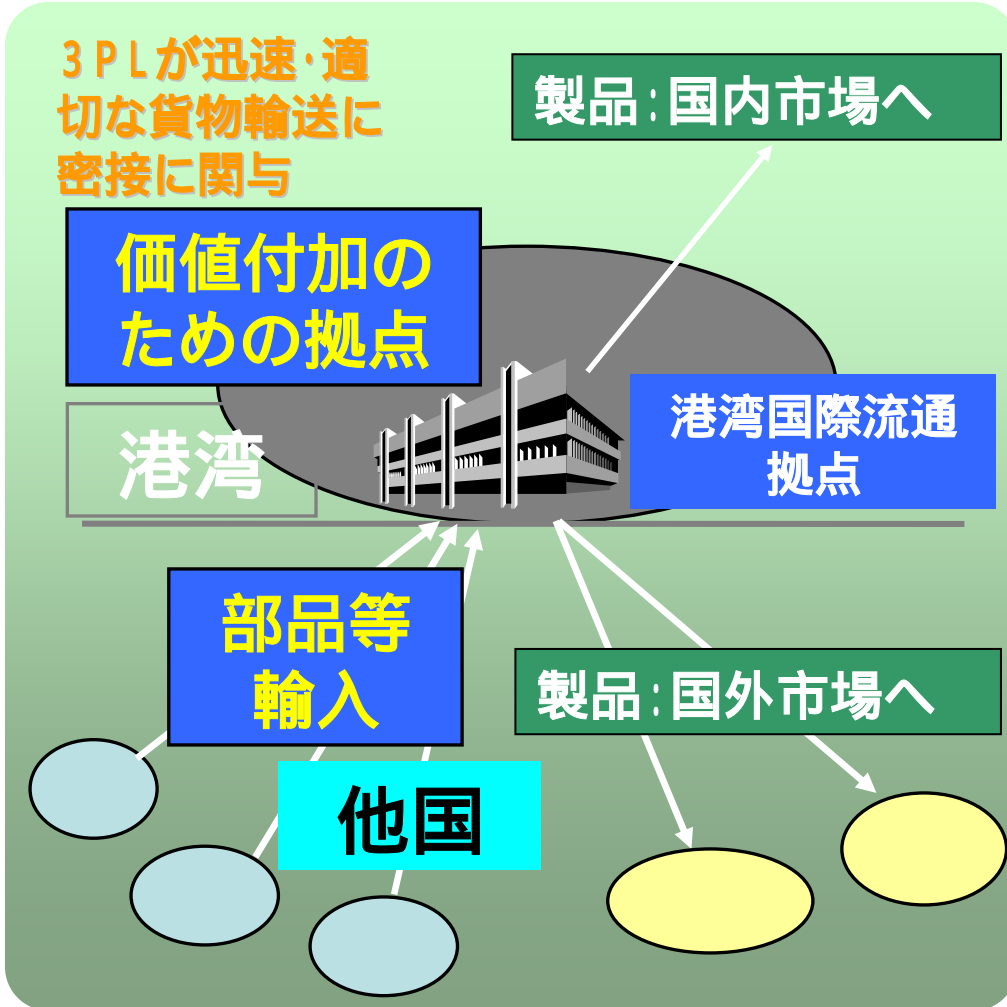 3PLが迅速・適
切な貨物輸送に
密接に関与
製品：国内市場へ
価値付加の
ための拠点
港湾
港湾国際流通
拠点
部品等
輸入
製品：国外市場へ
他国